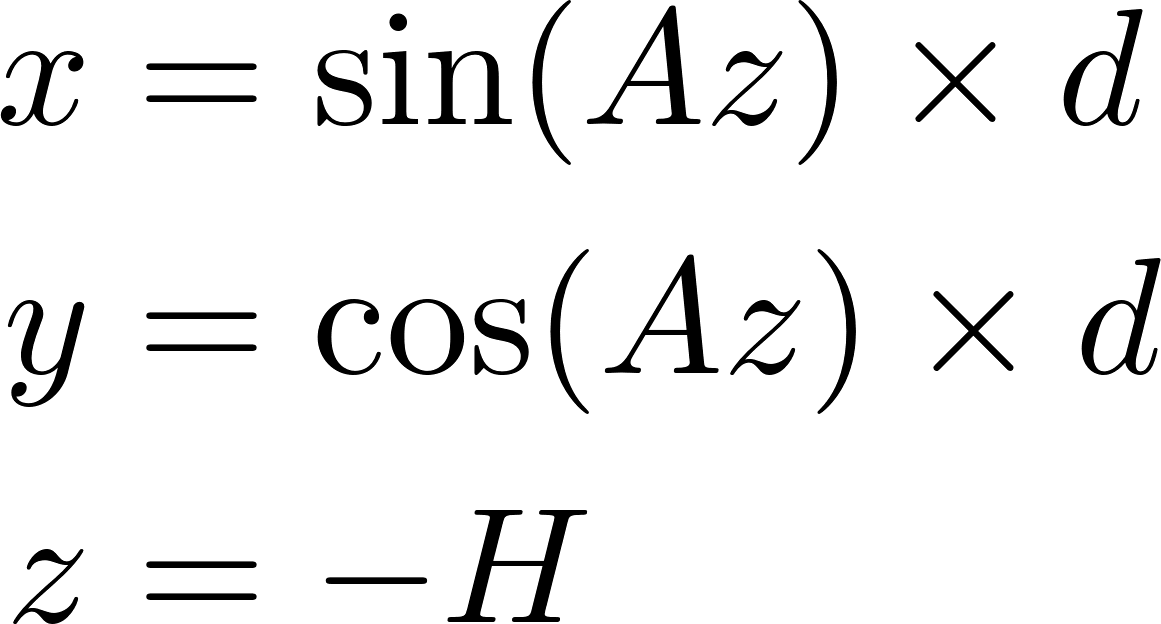 x = sin(Az) × d
y = cos(Az) × d
z = −H